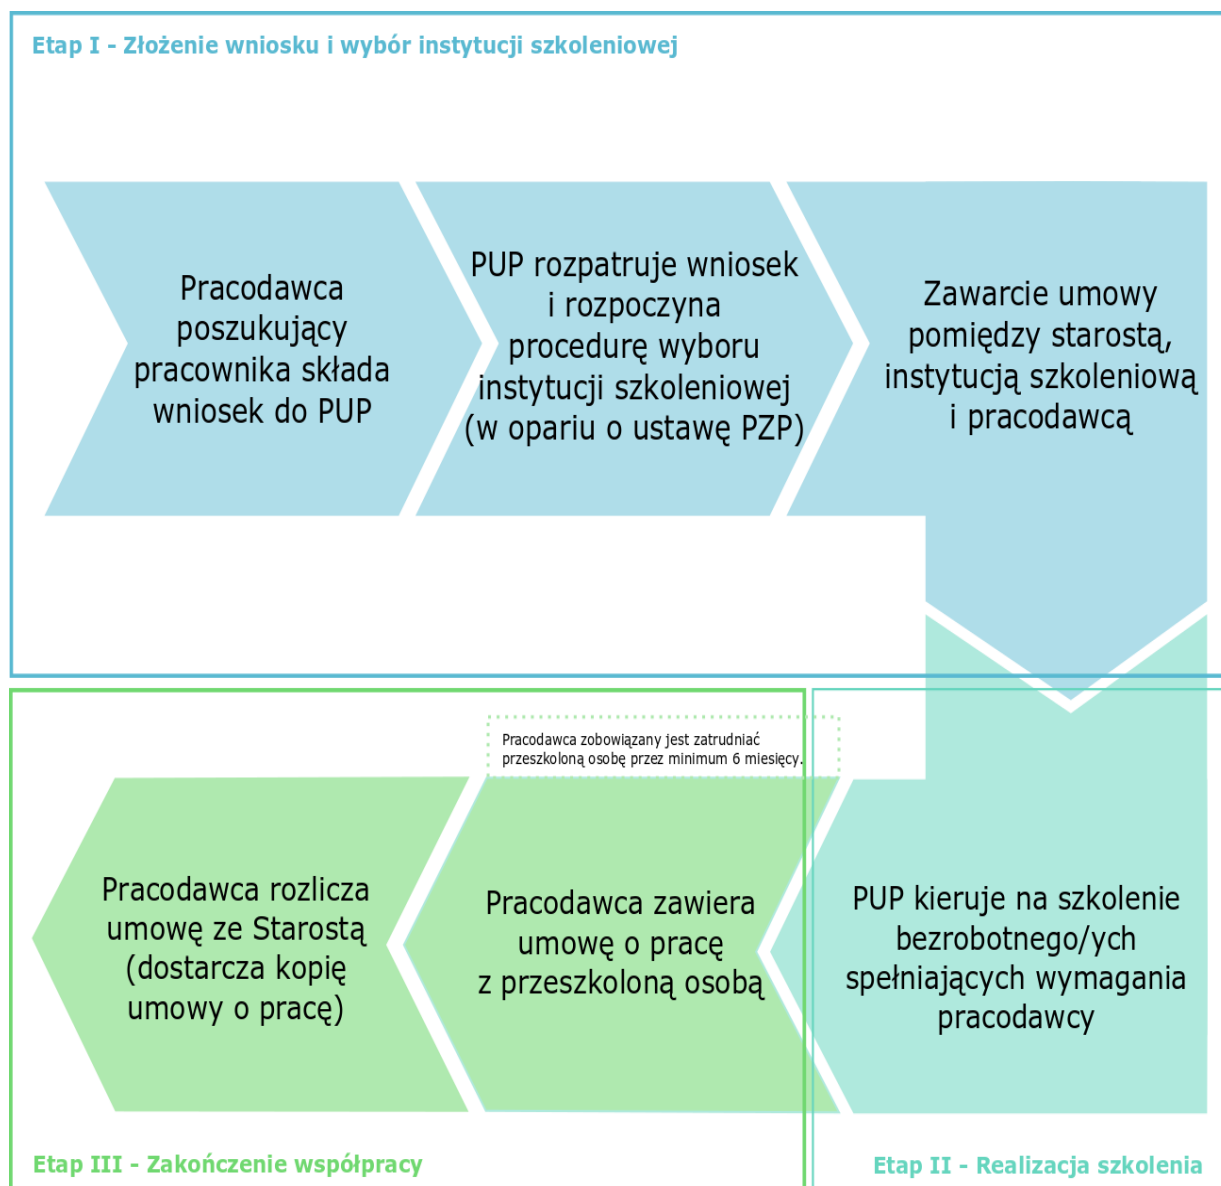 Etap I - Złożenie wniosku i wybór instytucji szkoleniowej
Pracodawca
poszukujący
pracownika składa
wniosek do PUP
PUP rozpatruje wniosek
i rozpoczyna
procedurę wyboru
instytucji szkoleniowej
(w opariu o ustawę PZP)
Zawarcie umowy
pomiędzy starostą,
instytucją szkoleniową
i pracodawcą
PUP kieruje na szkolenie
bezrobotnego/ych
spełniających wymagania
pracodawcy
Etap II - Realizacja szkolenia
Pracodawca zobowiązany jest zatrudniać
przeszkoloną osobę przez minimum 6 miesięcy.
Pracodawca zawiera
umowę o pracę
z przeszkoloną osobą
Pracodawca rozlicza
umowę ze Starostą
(dostarcza kopię
umowy o pracę)
Etap III - Zakończenie współpracy